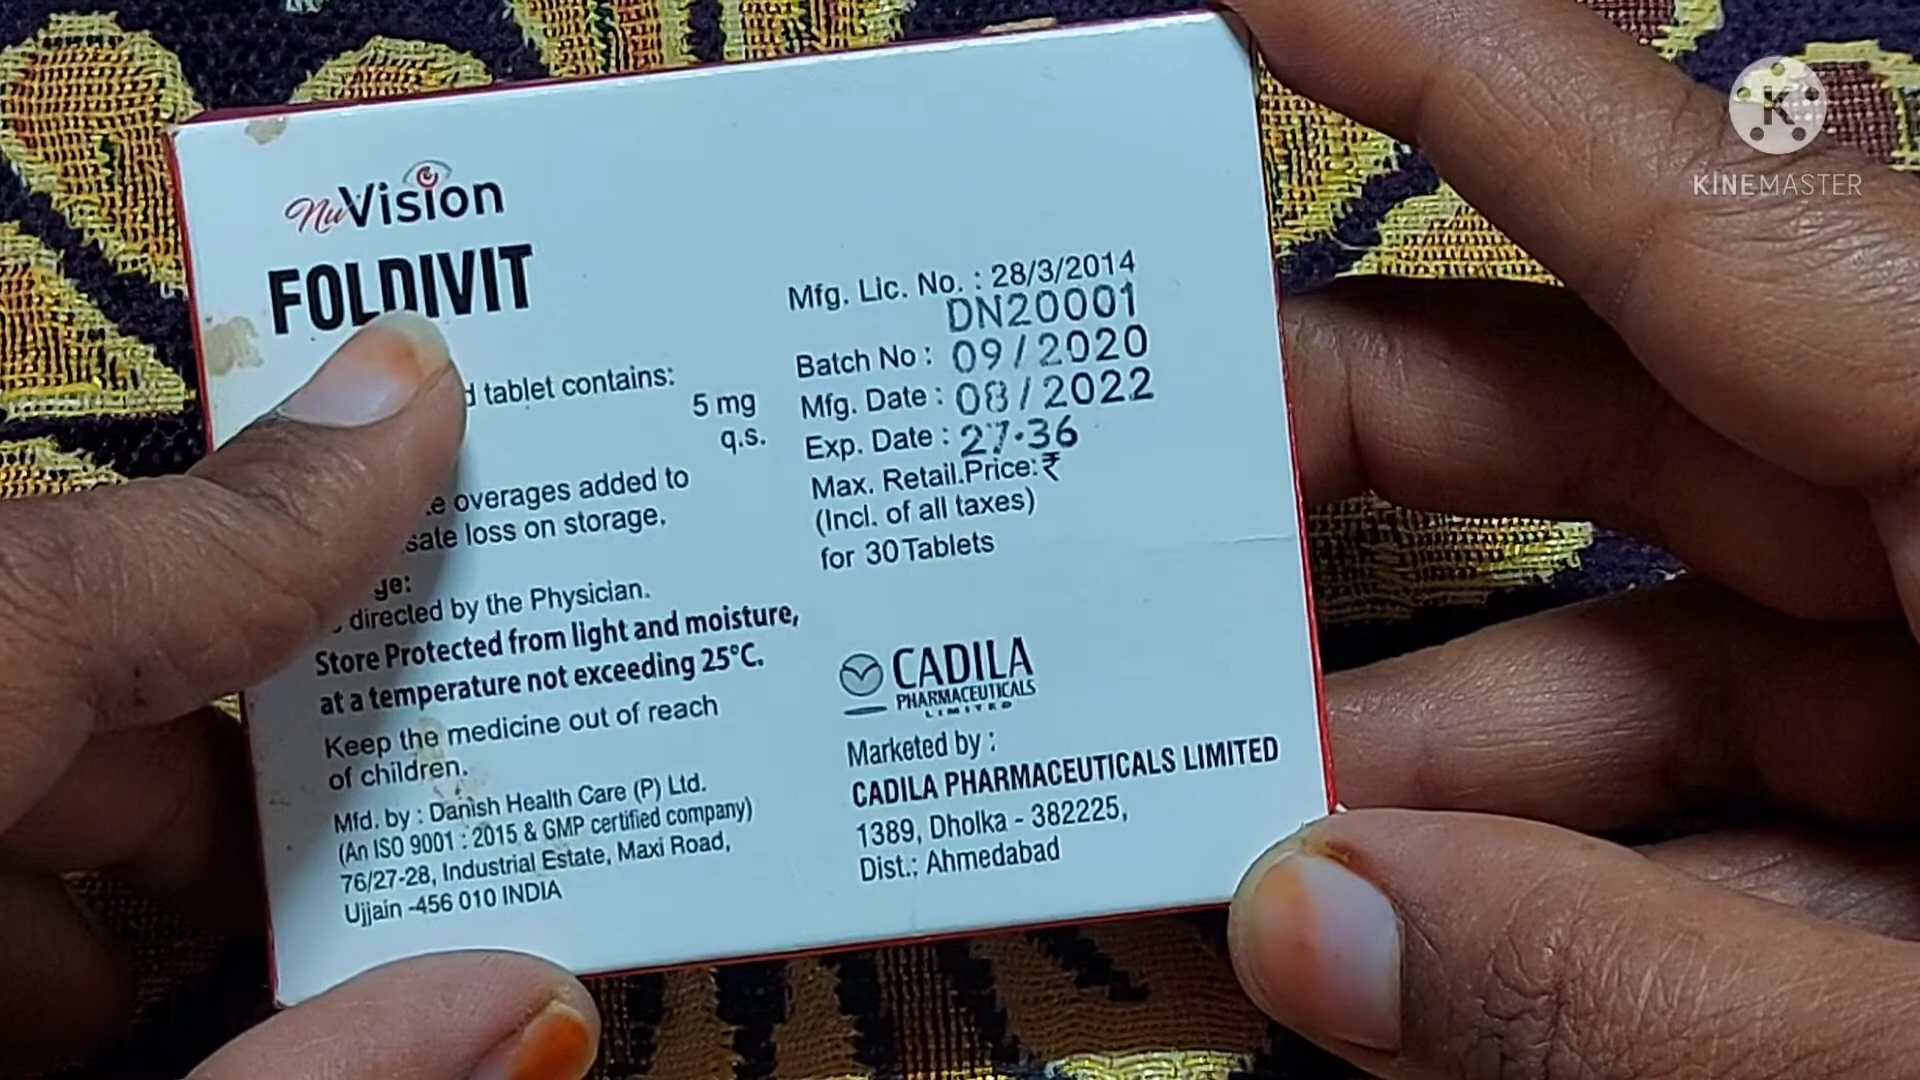 NuVision
FOLDIVIT
tablet contains:
5 mg
q.s.
overages added to
loss on storage.
directed by the Physician.
Store Protected from light and moisture,
at a temperature not exceeding 25°C.
Keep the medicine out of reach
of children.
Mfd. by : Danish Health Care (P) Ltd.
(An ISO 9001 : 2015 & GMP certified company)
76/27-28, Industrial Estate, Maxi Road,
Ujjain -456 010 INDIA
Mfg. Lic. No. : 28/3/2014
DN20001
Batch No : 09/2020
Mfg. Date : 08/2022
Exp. Date : 27.36
Max. Retail.Price:₹
(Incl. of all taxes)
for 30 Tablets
CADILA
PHARMACEUTICALS
LIMITED
Marketed by :
CADILA PHARMACEUTICALS LIMITED
1389, Dholka - 382225,
Dist.: Ahmedabad
K
KINEMASTER